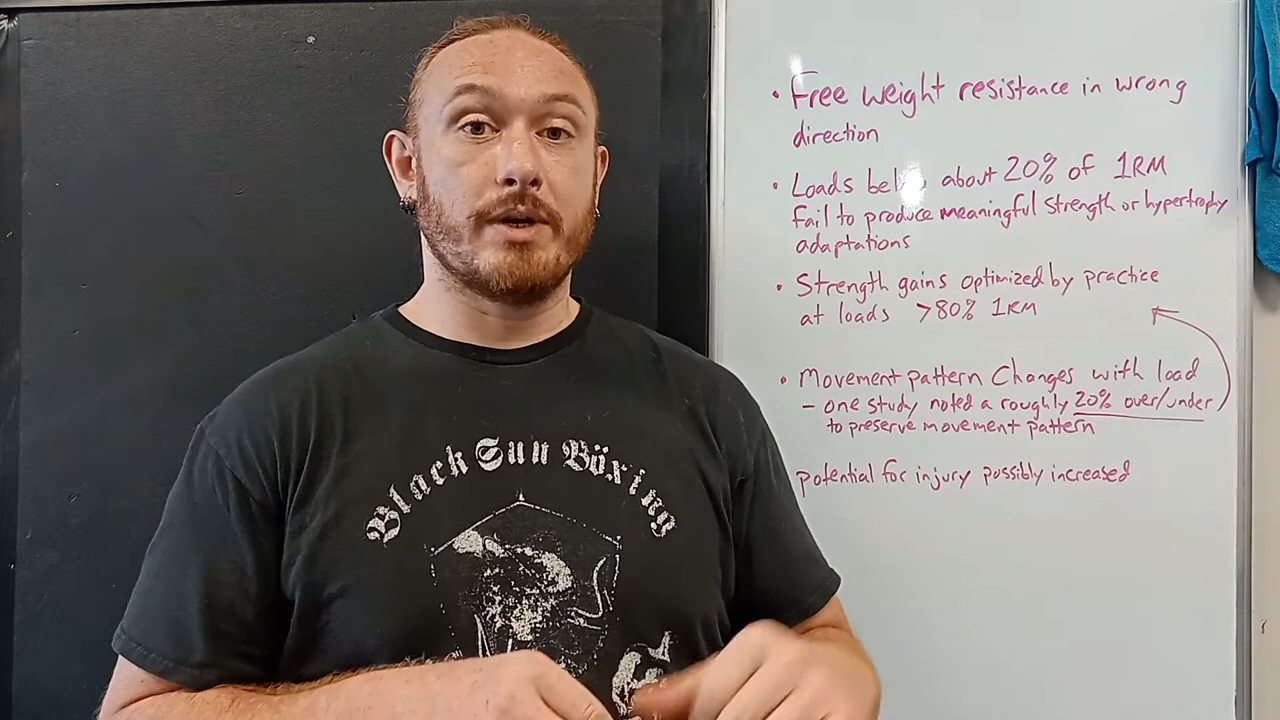 Black Sun Böxing
• Free weight resistance in wrong
direction
• Loads about 20% of 1RM
fail to produce meaningful strength or hypertrophy
adaptations
• Strength gains optimized by practice
at loads >80% 1RM
• Movement pattern changes with load
- one study noted a roughly 20% over/under
to preserve movement pattern
potential for injury possibly increased